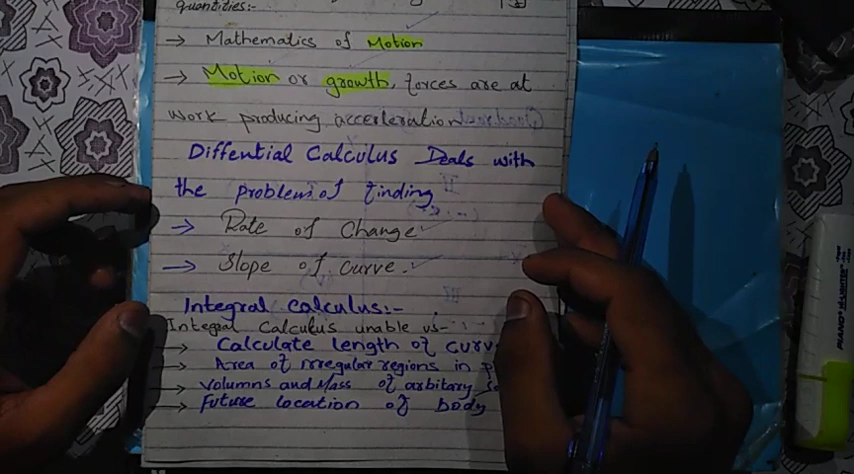 quantities:-
→ Mathematics of Motion
→ Motion or growth, forces are at
work producing accerleration
Diffential Calculus Deals with
the problems of finding
→ Rate of Change
→ Slope of Curve.
Integral calculus:-
Integral Calculus unable us-
→ Calculate length of curv
→ Area of irregular regions in p
→ Volumns and Mass of arbitary
→ Future location of body